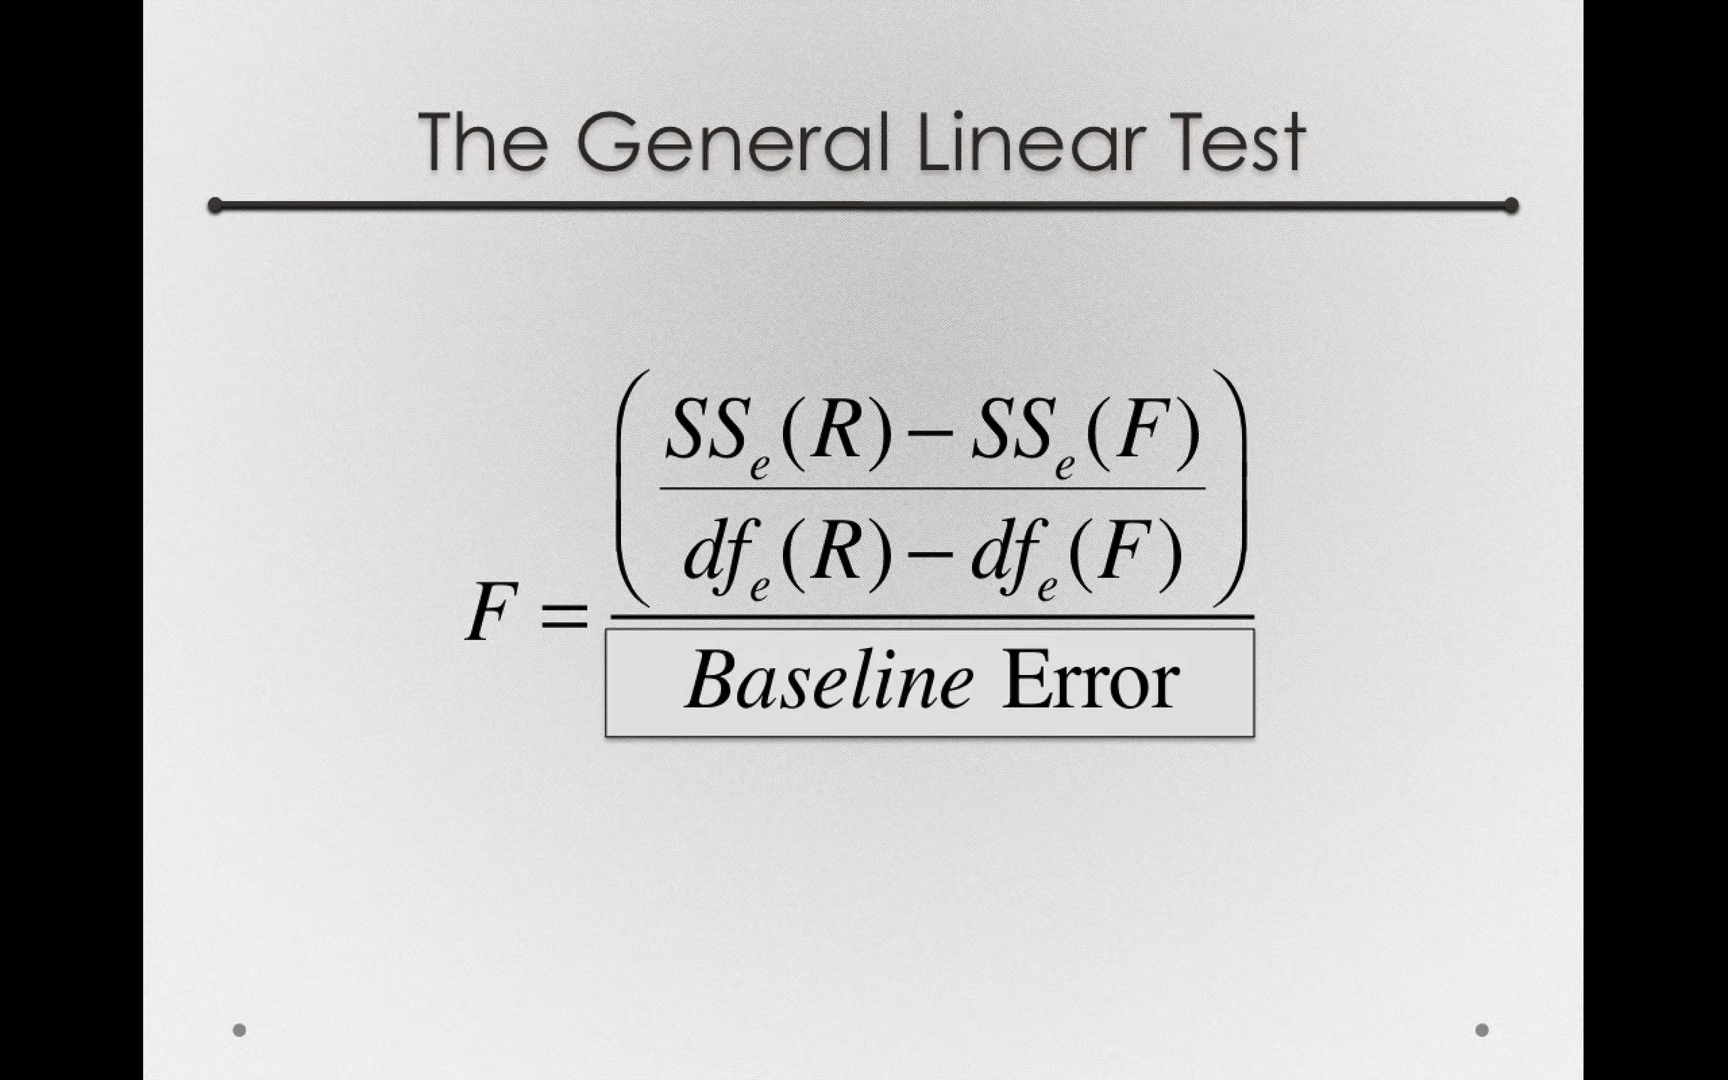 The General Linear Test
SS_e(R) − SS_e(F)
df_e(R) − df_e(F)
F =
Baseline Error